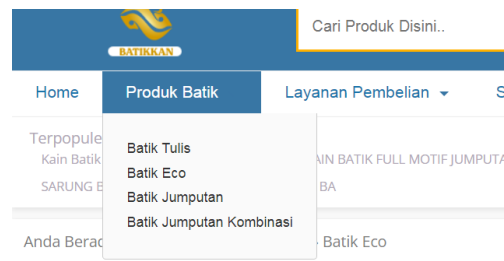 BATIKKAN
Cari Produk Disini..
Home Produk Batik Layanan Pembelian
Terpopule
Kain Batik AIN BATIK FULL MOTIF JUMPUTA
SARUNG BA
Batik Tulis
Batik Eco
Batik Jumputan
Batik Jumputan Kombinasi
Anda Berad Batik Eco